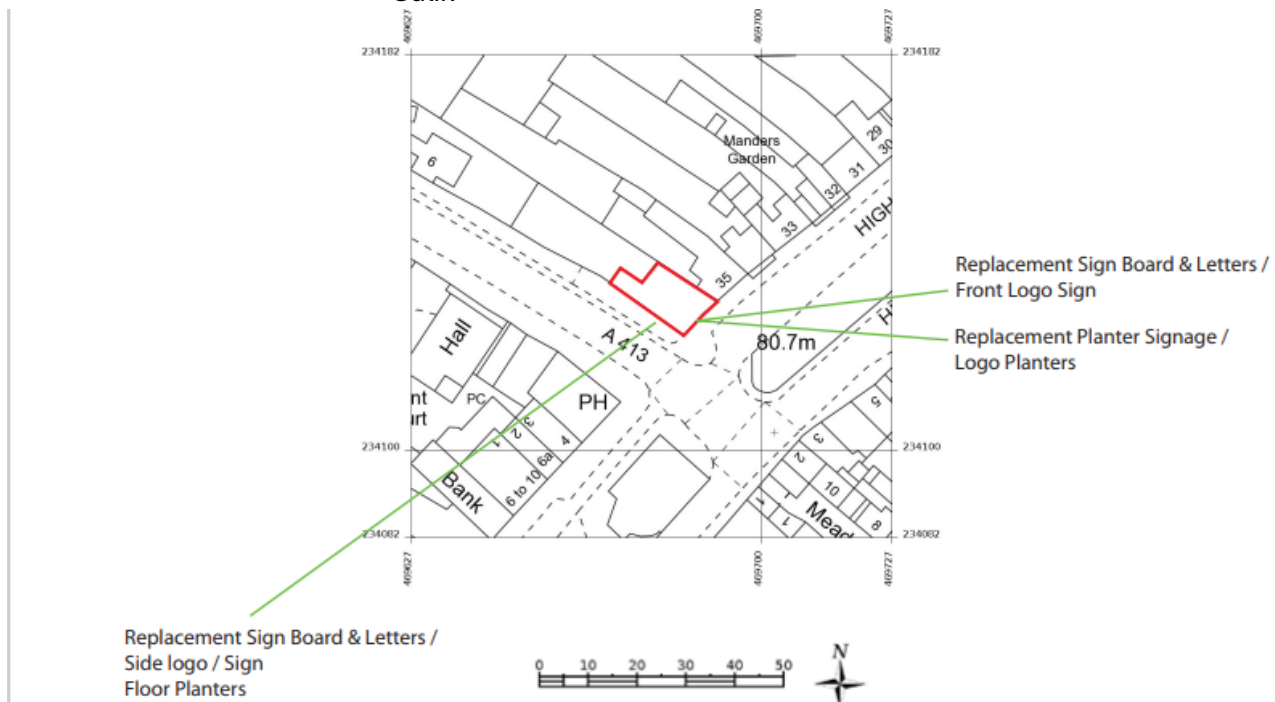 469627
469700
469727
234182
234182
Manders
Garden
29
30
31
32
33
6
HIGH
35
Replacement Sign Board & Letters /
Front Logo Sign
Replacement Planter Signage /
Logo Planters
A 413
80.7m
Hall
PC
PH
nt
urt
1
2
3
4
6a
6 to 10
Bank
5
3
2
10
8
1
1
Mead
234100
234100
234082
234082
469627
469700
469727
Replacement Sign Board & Letters /
Side logo / Sign
Floor Planters
0 10 20 30 40 50
N